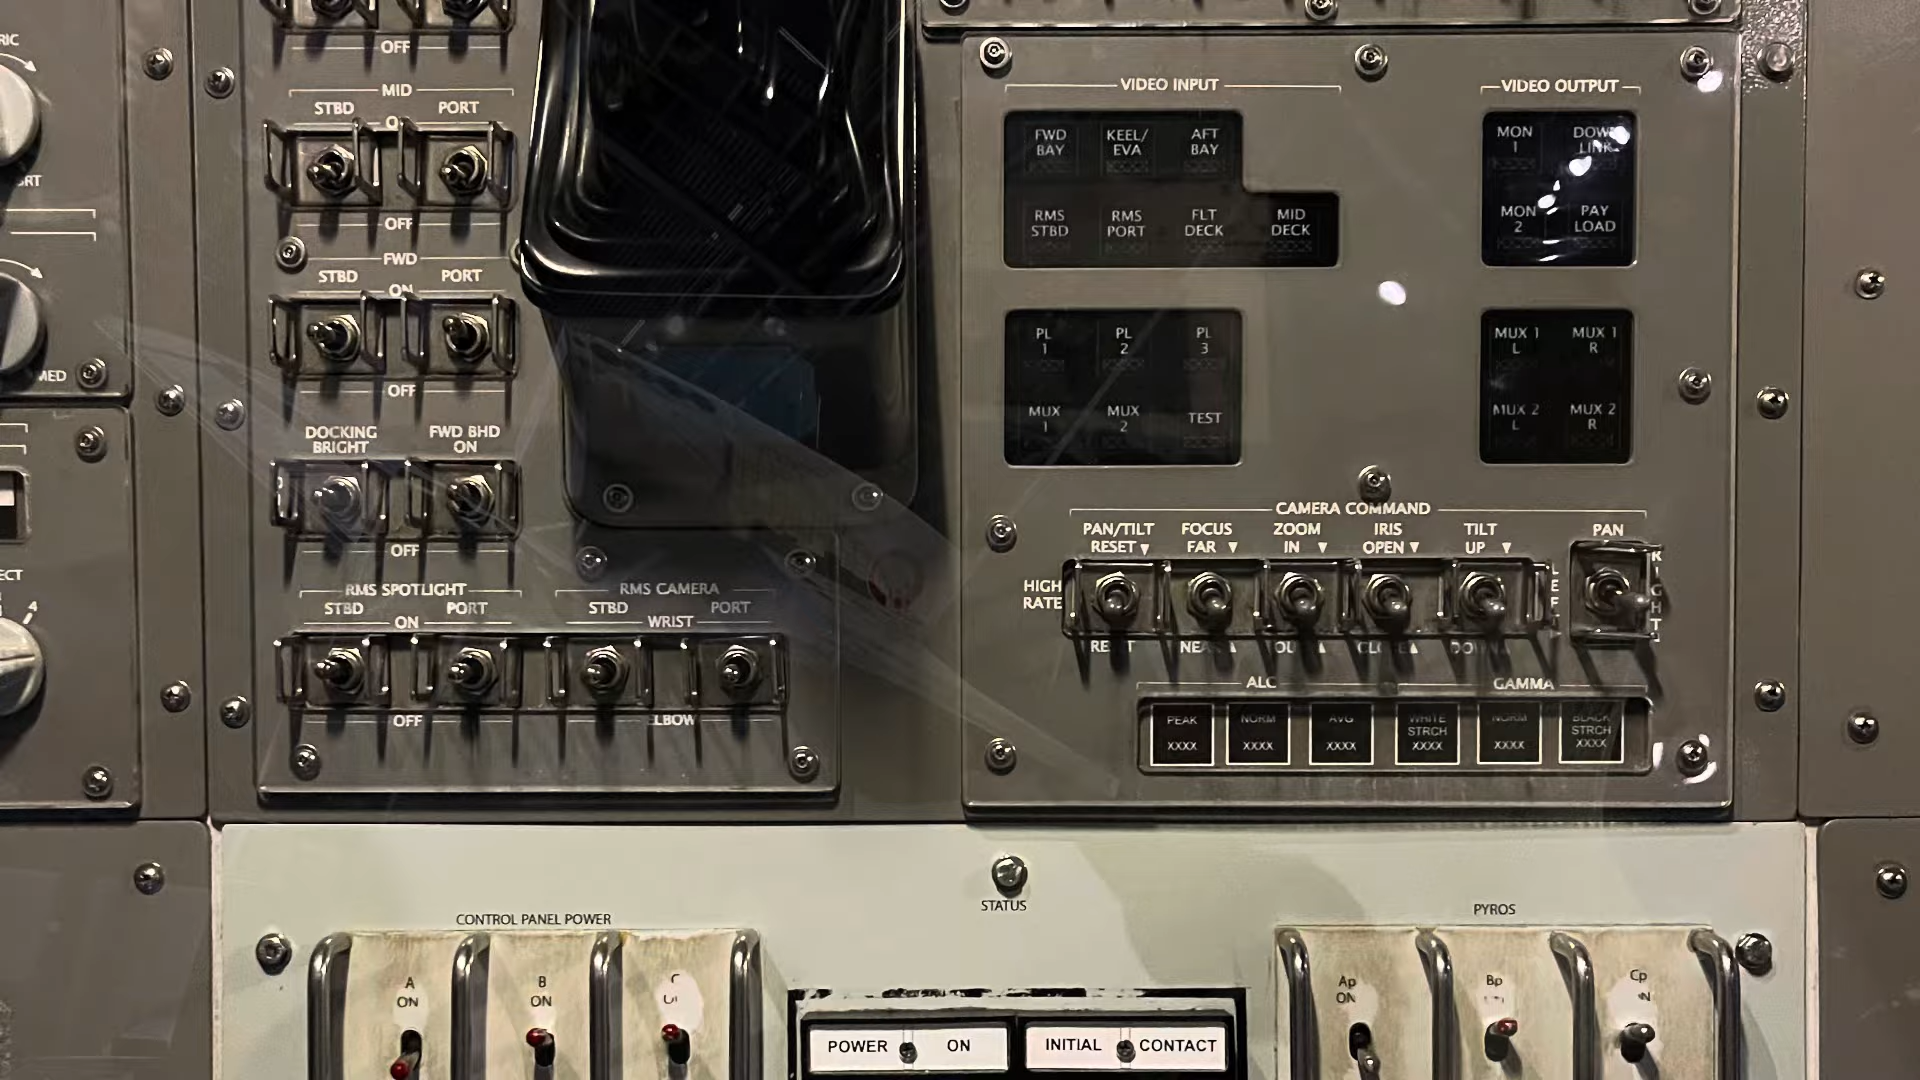 RIC
MED
ECT
OFF
MID
STBD
PORT
OFF
FWD
STBD
PORT
ON
OFF
DOCKING
BRIGHT
FWD BHD
ON
OFF
RMS SPOTLIGHT
STBD
PORT
ON
OFF
RMS CAMERA
STBD
PORT
WRIST
VIDEO INPUT
FWD
BAY
KEEL/
EVA
AFT
BAY
RMS
STBD
RMS
PORT
FLT
DECK
MID
DECK
PL
1
PL
2
PL
3
MUX
1
MUX
2
TEST
VIDEO OUTPUT
MON
1
MON
2
PAY
LOAD
MUX 1
L
MUX 1
R
MUX 2
L
MUX 2
R
CAMERA COMMAND
PAN/TILT
RESET ▼
FOCUS
FAR ▼
ZOOM
IN ▼
IRIS
OPEN ▼
TILT
UP ▼
PAN
HIGH
RATE
RIGHT
ALC
GAMMA
PEAK
XXXX
NORM
XXXX
AVG
XXXX
WHITE
STRCH
XXXX
NORM
XXXX
BLACK
STRCH
XXXX
STATUS
CONTROL PANEL POWER
A
ON
B
ON
POWER ON
INITIAL CONTACT
PYROS
Ap
ON
Bp
Cp